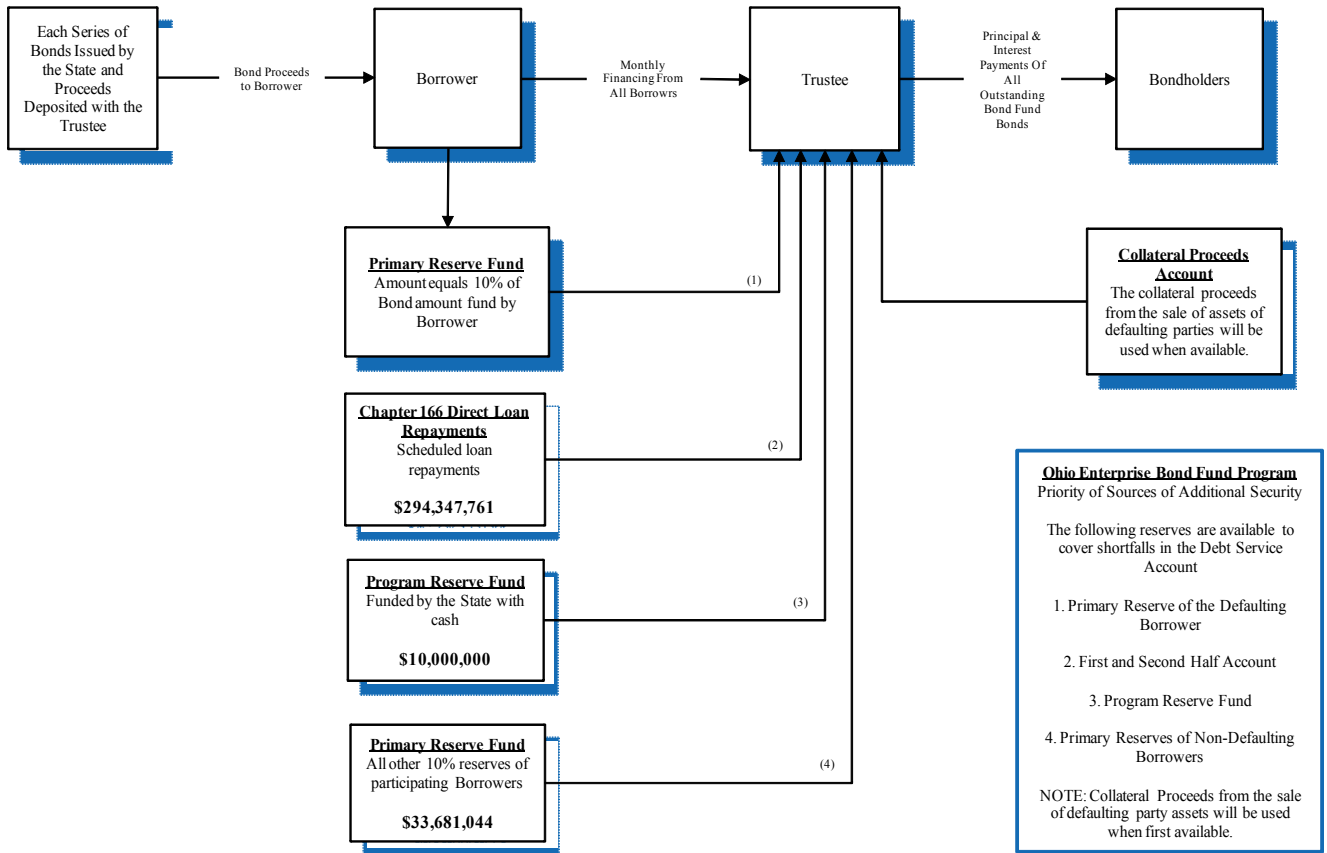 Each Series of
Bonds Issued by
the State and
Proceeds
Deposited with the
Trustee
Bond Proceeds
to Borrower
Borrower
Monthly
Financing From
All Borrowrs
Trustee
Principal &
Interest
Payments Of
All
Outstanding
Bond Fund
Bonds
Bondholders
Primary Reserve Fund
Amount equals 10% of
Bond amount fund by
Borrower
(1)
Collateral Proceeds
Account
The collateral proceeds
from the sale of assets of
defaulting parties will be
used when available.
Chapter 166 Direct Loan
Repayments
Scheduled loan
repayments
$294,347,761
(2)
Program Reserve Fund
Funded by the State with
cash
$10,000,000
(3)
Primary Reserve Fund
All other 10% reserves of
participating Borrowers
$33,681,044
(4)
Ohio Enterprise Bond Fund Program
Priority of Sources of Additional Security
The following reserves are available to
cover shortfalls in the Debt Service
Account
1. Primary Reserve of the Defaulting
Borrower
2. First and Second Half Account
3. Program Reserve Fund
4. Primary Reserves of Non-Defaulting
Borrowers
NOTE: Collateral Proceeds from the sale
of defaulting party assets will be used
when first available.